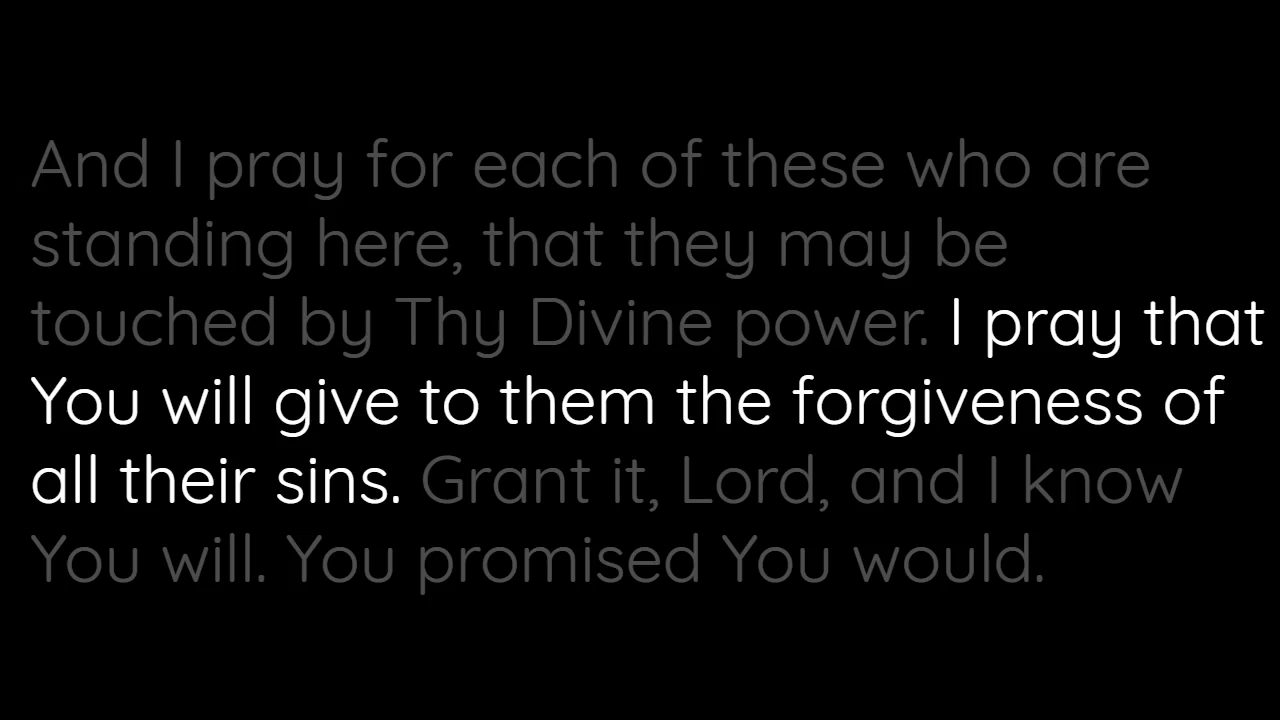 And I pray for each of these who are
standing here, that they may be
touched by Thy Divine power. I pray that
You will give to them the forgiveness of
all their sins. Grant it, Lord, and I know
You will. You promised You would.